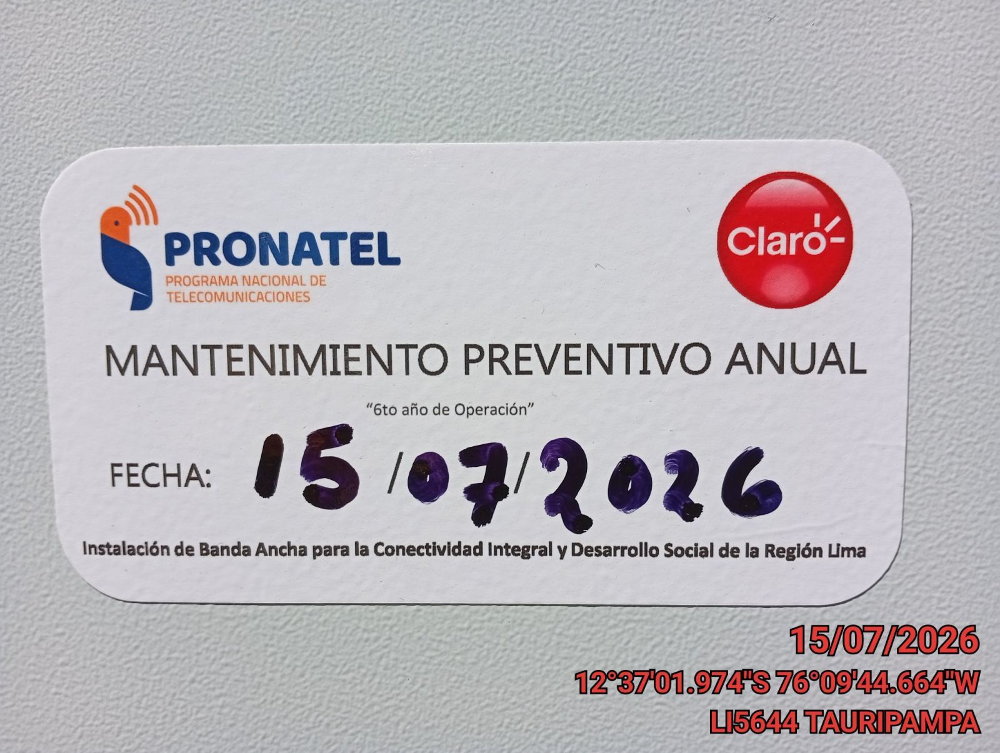 PRONATEL
PROGRAMA NACIONAL DE
TELECOMUNICACIONES
Claro
MANTENIMIENTO PREVENTIVO ANUAL
“6to año de Operación”
FECHA: 15/07/2026
Instalación de Banda Ancha para la Conectividad Integral y Desarrollo Social de la Región Lima
15/07/2026
12°37'01.974"S 76°09'44.664"W
LI5644 TAURIPAMPA